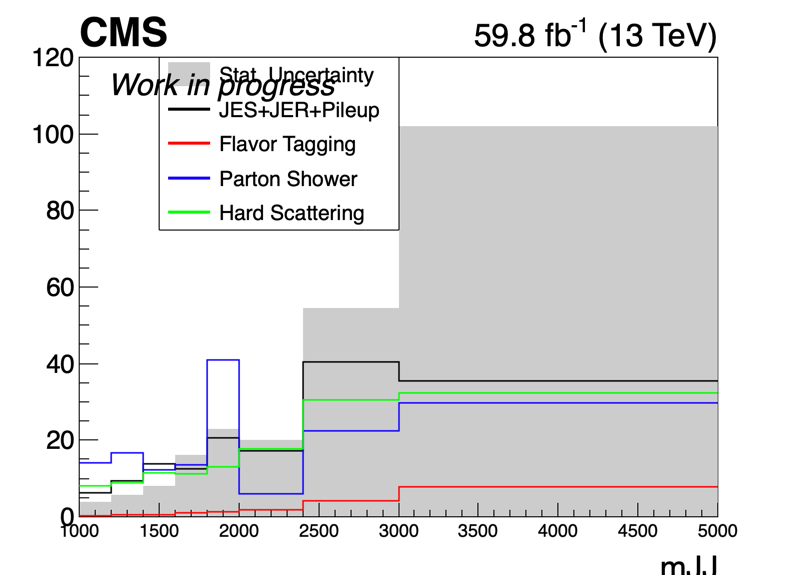 CMS
59.8 fb-1 (13 TeV)
120
Stat. Uncertainty
Work in progress
JES+JER+Pileup
100
Flavor Tagging
Parton Shower
80
Hard Scattering
60
40
20
0
1000 1500 2000 2500 3000 3500 4000 4500 5000
mJJ